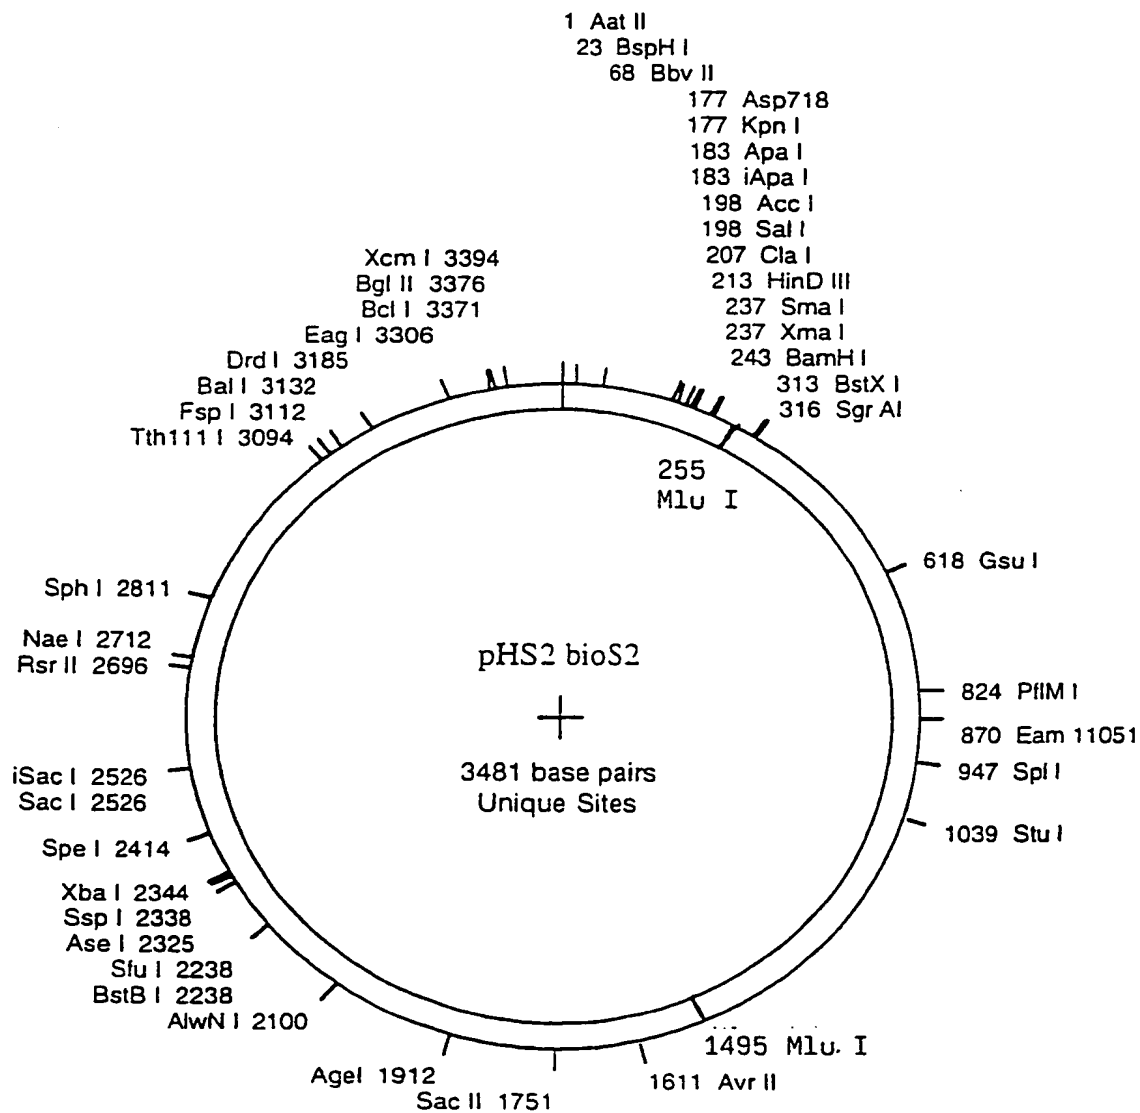 1 Aat II
23 BspH I
68 Bbv II
177 Asp718
177 Kpn I
183 Apa I
183 iApa I
198 Acc I
198 Sal I
207 Cla I
213 HinD III
237 Sma I
237 Xma I
243 BamH I
313 BstX I
316 Sgr AI
Xcm I 3394
Bgl II 3376
Bcl I 3371
Eag I 3306
Drd I 3185
Bal I 3132
Fsp I 3112
Tth111 I 3094
255
Mlu I
618 Gsu I
Sph I 2811
Nae I 2712
Rsr II 2696
pHS2 bioS2
824 PflM I
870 Eam 11051
947 Spl I
1039 Stu I
3481 base pairs
Unique Sites
iSac I 2526
Sac I 2526
Spe I 2414
Xba I 2344
Ssp I 2338
Ase I 2325
Sfu I 2238
BstB I 2238
AlwN I 2100
AgeI 1912
Sac II 1751
1611 Avr II
1495 Mlu. I